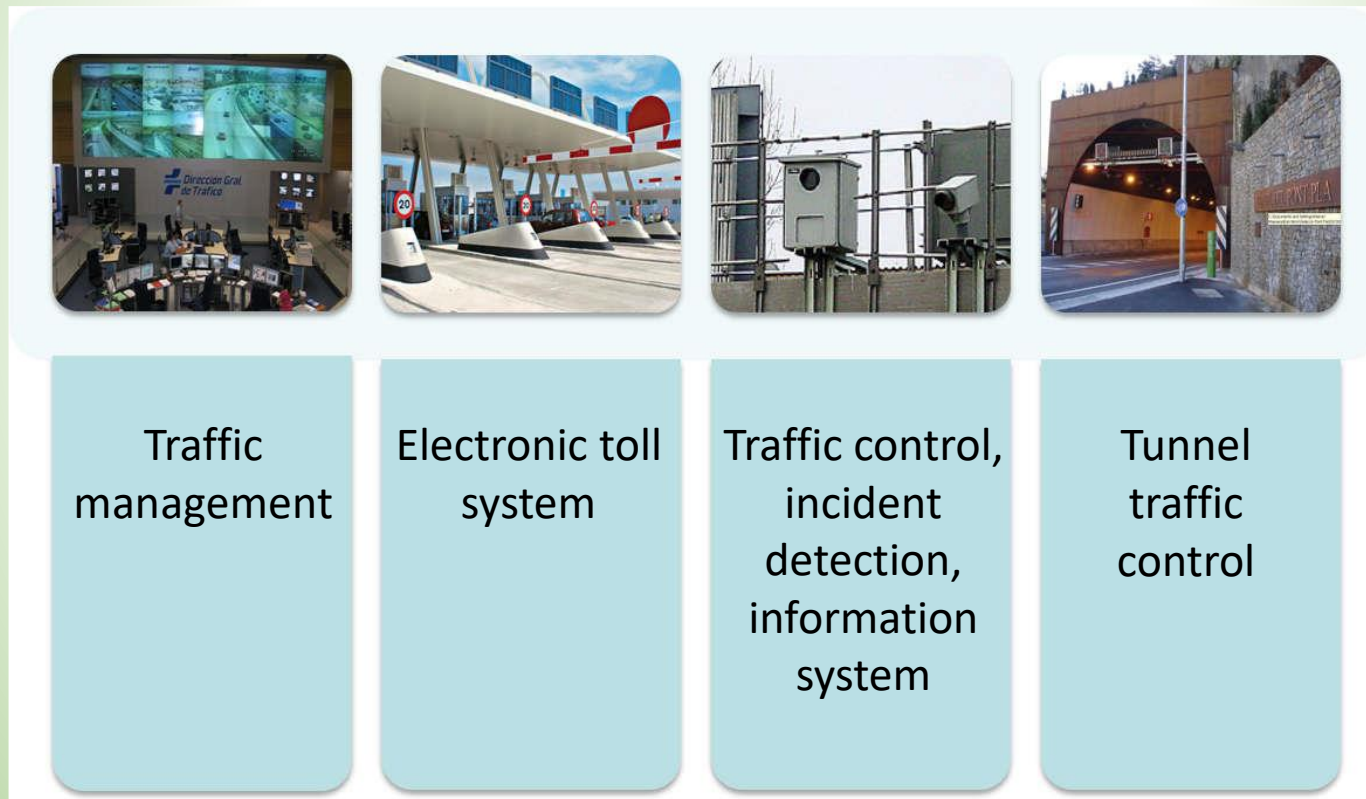 Dirección Gral
de Tráfico
20
20
Traffic
management
Electronic toll
system
Traffic control,
incident
detection,
information
system
Tunnel
traffic
control